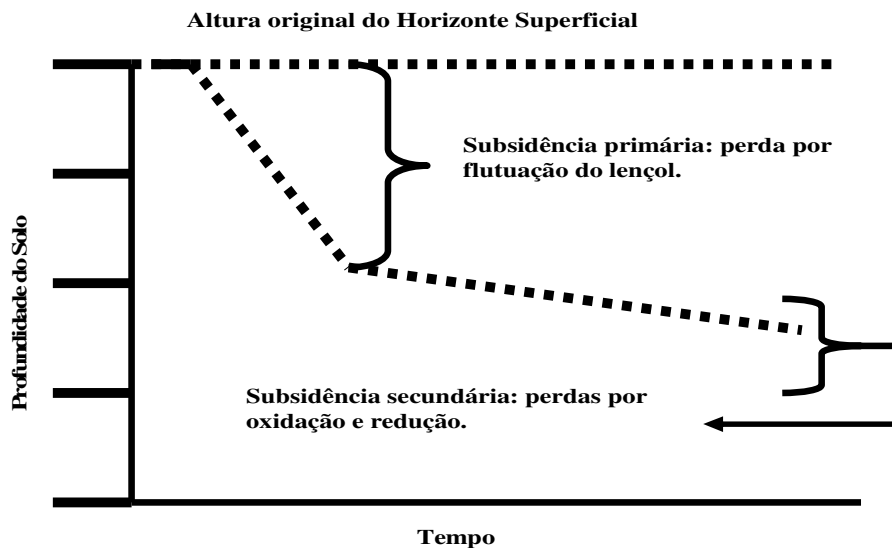 Altura original do Horizonte Superficial
Subsidência primária: perda por
flutuação do lençol.
Profundidade do Solo
Subsidência secundária: perdas por
oxidação e redução.
Tempo